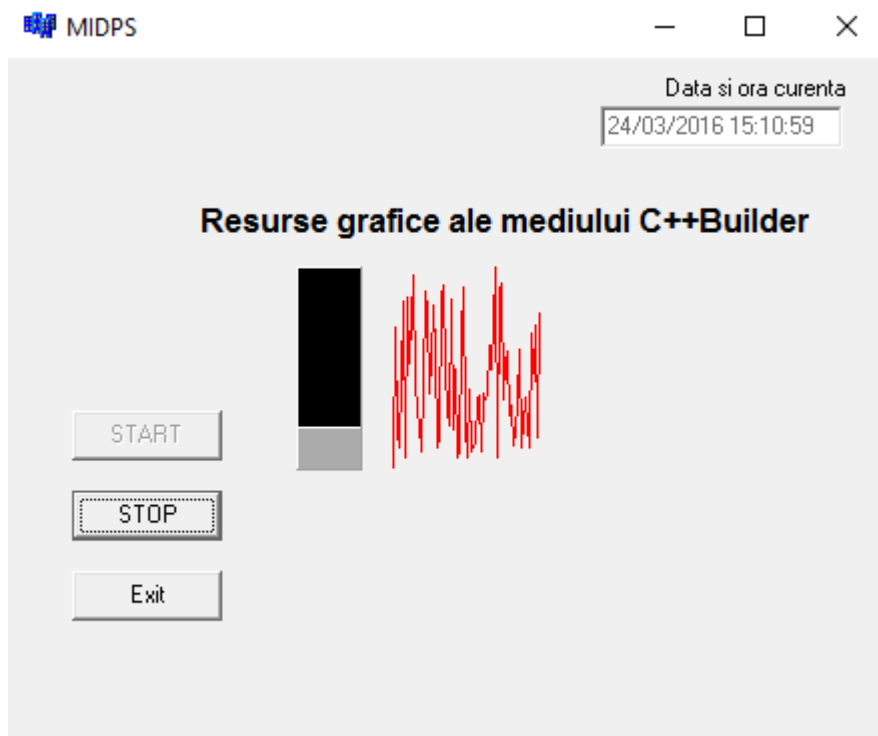 MIDPS
Data si ora curenta
24/03/2016 15:10:59
Resurse grafice ale mediului C++Builder
START
STOP
Exit